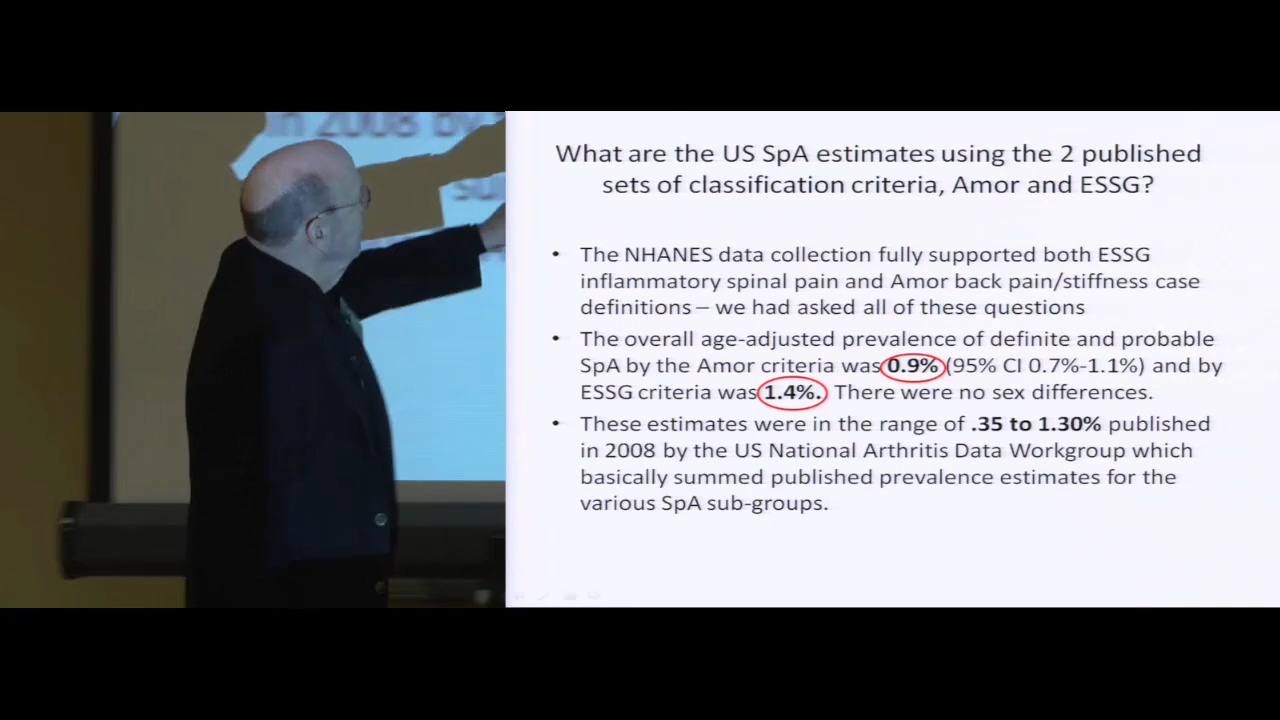 in 2008 by
su
What are the US SpA estimates using the 2 published
sets of classification criteria, Amor and ESSG?
• The NHANES data collection fully supported both ESSG
inflammatory spinal pain and Amor back pain/stiffness case
definitions – we had asked all of these questions
• The overall age-adjusted prevalence of definite and probable
SpA by the Amor criteria was 0.9% (95% CI 0.7%-1.1%) and by
ESSG criteria was 1.4%. There were no sex differences.
• These estimates were in the range of .35 to 1.30% published
in 2008 by the US National Arthritis Data Workgroup which
basically summed published prevalence estimates for the
various SpA sub-groups.